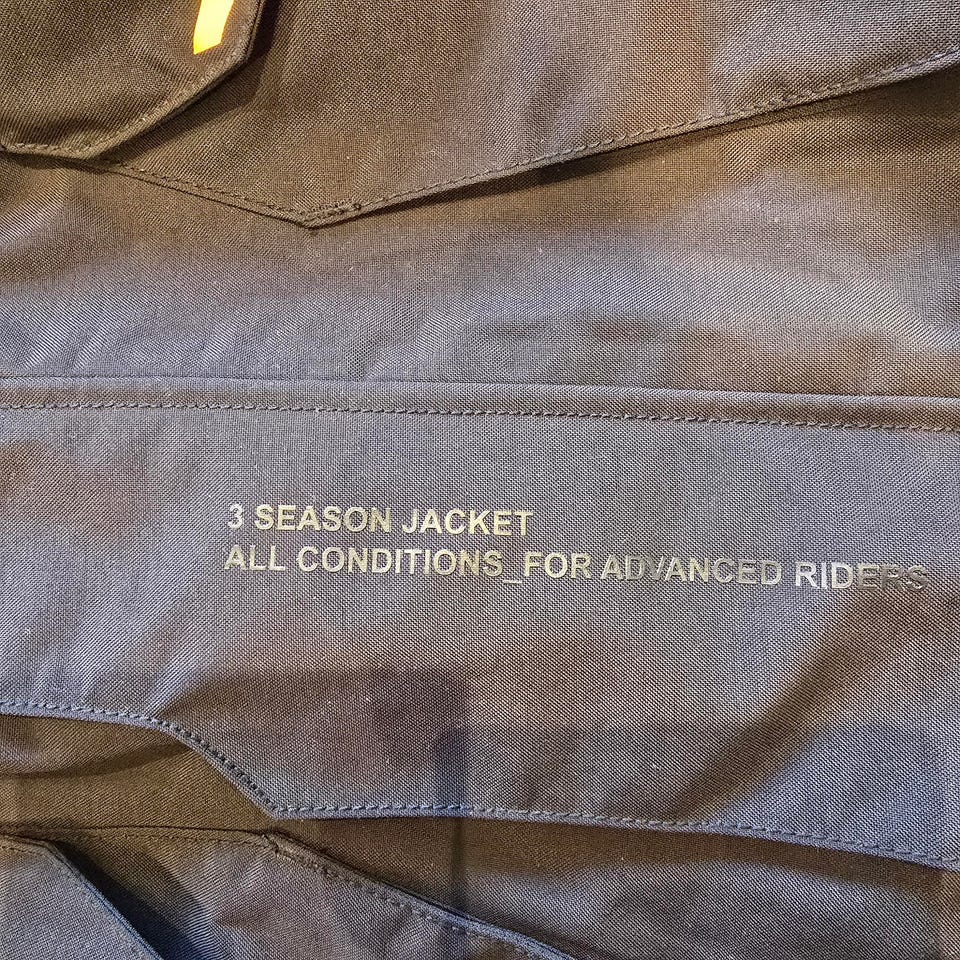 3 SEASON JACKET
ALL CONDITIONS_FOR ADVANCED RIDERS